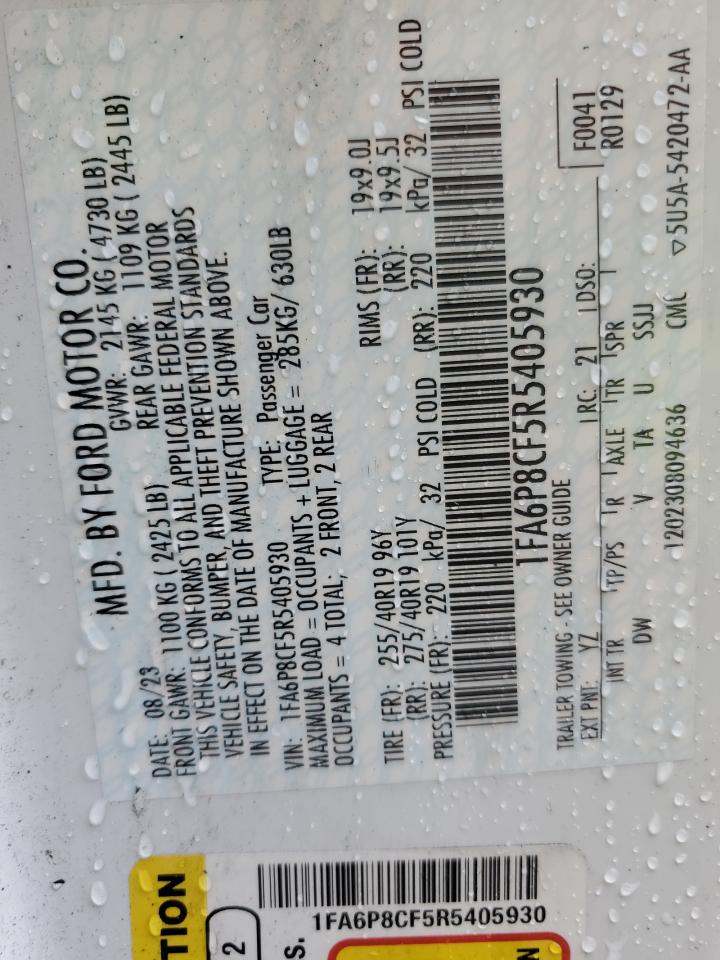 MFD. BY FORD MOTOR CO.
DATE: 08/23 GVWR: 2145 KG ( 4730 LB)
FRONT GAWR: 1100 KG ( 2425 LB) REAR GAWR: 1109 KG ( 2445 LB)
THIS VEHICLE CONFORMS TO ALL APPLICABLE FEDERAL MOTOR
VEHICLE SAFETY, BUMPER, AND THEFT PREVENTION STANDARDS
IN EFFECT ON THE DATE OF MANUFACTURE SHOWN ABOVE.
VIN: 1FA6P8CF5R5405930 TYPE: Passenger Car
MAXIMUM LOAD = OCCUPANTS + LUGGAGE = 285KG/ 630LB
OCCUPANTS = 4 TOTAL; 2 FRONT, 2 REAR
TIRE (FR): 255/40R19 96Y RIMS (FR): 19x9.0J
(RR): 275/40R19 101Y (RR): 19x9.5J
PRESSURE (FR): 220 kPa/ 32 PSI COLD (RR): 220 kPa/ 32 PSI COLD
1FA6P8CF5R5405930
TRAILER TOWING - SEE OWNER GUIDE F0041
EXT PNT: YZ RC: 21 DSO: R0129
INT TR TP/PS R AXLE TR SPR
DW V TA U SSJJ
1202308094636 CMC ▽5U5A-5420472-AA
TION
2
S.
1FA6P8CF5R5405930
N